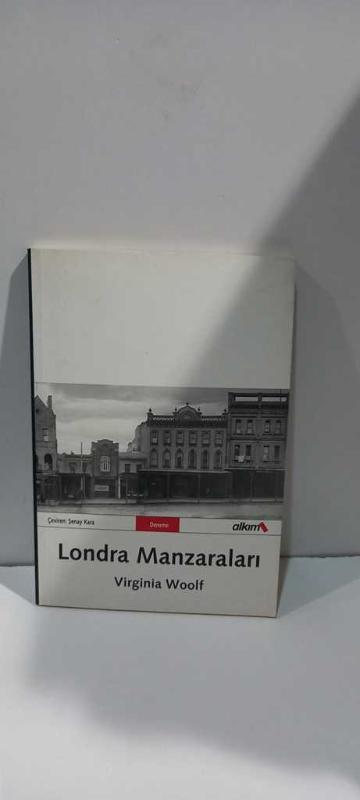 Çeviren: Şenay Kara
Deneme
alkım
Londra Manzaraları
Virginia Woolf